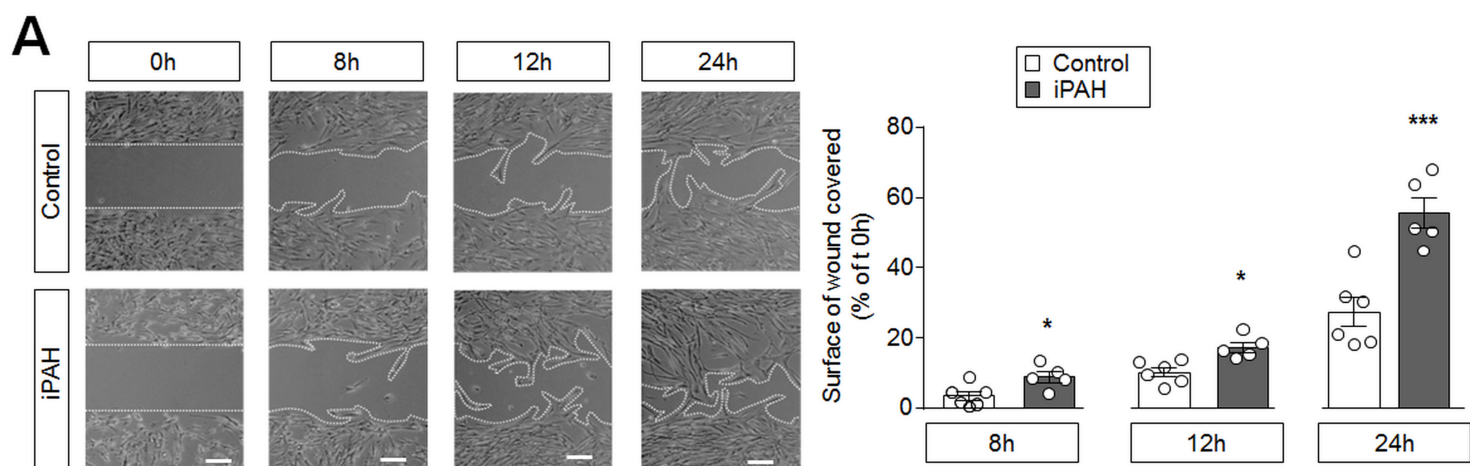 A
0h
8h
12h
24h
Control
iPAH
Control
iPAH
Surface of wound covered
(% of t 0h)
80
60
40
20
0
*
*
***
8h
12h
24h